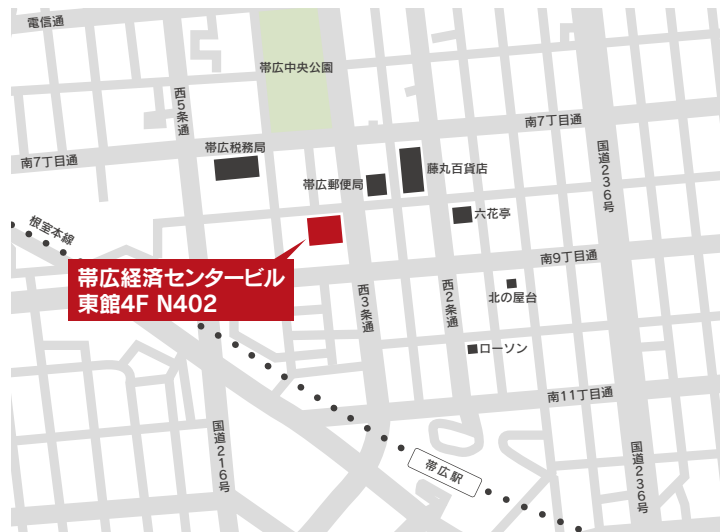 電信通
帯広中央公園
西5条通
南7丁目通
国道236号
帯広税務局
南7丁目通
藤丸百貨店
帯広郵便局
六花亭
根室本線
南9丁目通
帯広経済センタービル
東館4F N402
西3条通
西2条通
北の屋台
ローソン
南11丁目通
国道216号
国道236号
帯広駅